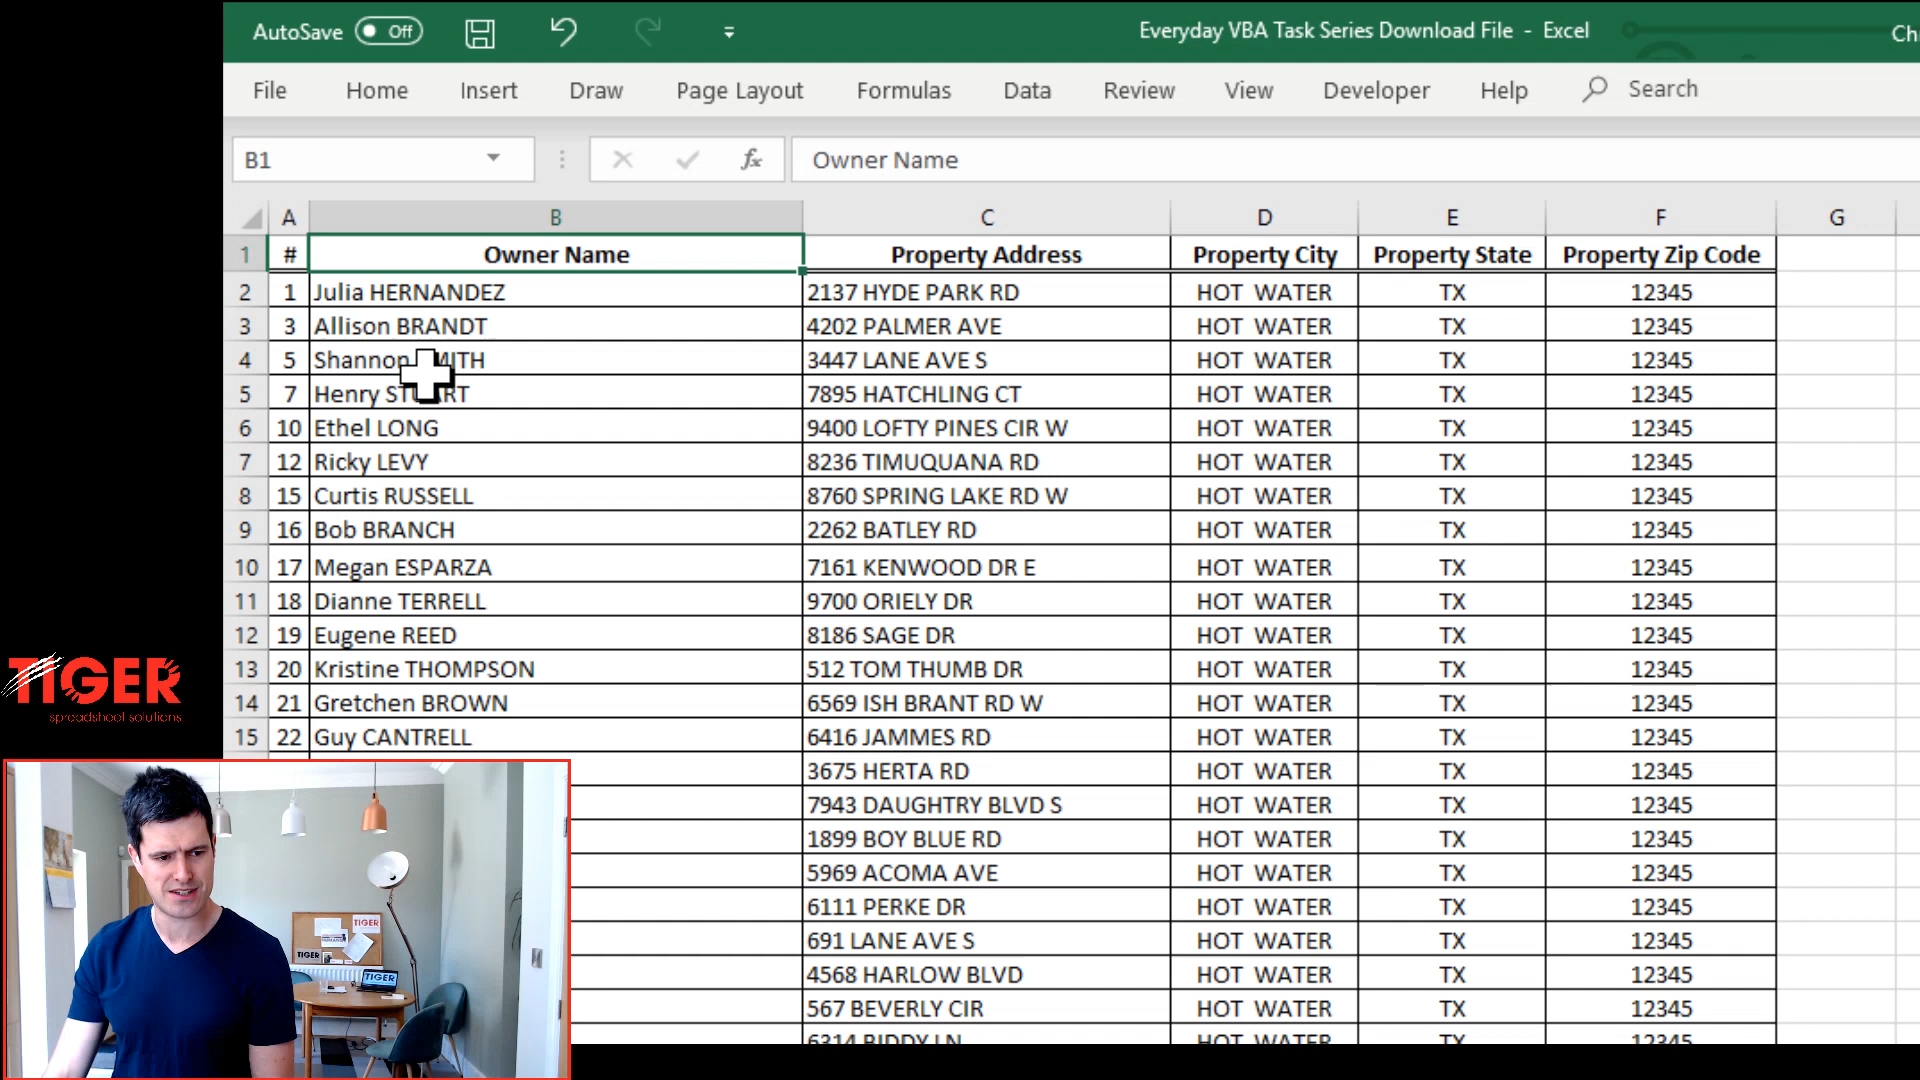 AutoSave Off Everyday VBA Task Series Download File - Excel
File Home Insert Draw Page Layout Formulas Data Review View Developer Help Search
B1 fx Owner Name
A B C D E F G
1 # Owner Name Property Address Property City Property State Property Zip Code
2 1 Julia HERNANDEZ 2137 HYDE PARK RD HOT WATER TX 12345
3 3 Allison BRANDT 4202 PALMER AVE HOT WATER TX 12345
4 5 Shannon 3447 LANE AVE S HOT WATER TX 12345
5 7 Henry 7895 HATCHLING CT HOT WATER TX 12345
6 10 Ethel LONG 9400 LOFTY PINES CIR W HOT WATER TX 12345
7 12 Ricky LEVY 8236 TIMUQUANA RD HOT WATER TX 12345
8 15 Curtis RUSSELL 8760 SPRING LAKE RD W HOT WATER TX 12345
9 16 Bob BRANCH 2262 BATLEY RD HOT WATER TX 12345
10 17 Megan ESPARZA 7161 KENWOOD DR E HOT WATER TX 12345
11 18 Dianne TERRELL 9700 ORIELY DR HOT WATER TX 12345
12 19 Eugene REED 8186 SAGE DR HOT WATER TX 12345
13 20 Kristine THOMPSON 512 TOM THUMB DR HOT WATER TX 12345
14 21 Gretchen BROWN 6569 ISH BRANT RD W HOT WATER TX 12345
15 22 Guy CANTRELL 6416 JAMMES RD HOT WATER TX 12345
3675 HERTA RD HOT WATER TX 12345
7943 DAUGHTRY BLVD S HOT WATER TX 12345
1899 BOY BLUE RD HOT WATER TX 12345
5969 ACOMA AVE HOT WATER TX 12345
6111 PERKE DR HOT WATER TX 12345
691 LANE AVE S HOT WATER TX 12345
4568 HARLOW BLVD HOT WATER TX 12345
567 BEVERLY CIR HOT WATER TX 12345
6314 BIDDY LN HOT WATER TX 12345
TIGER
spreadsheet solutions
TIGER
TIGER
TIGER